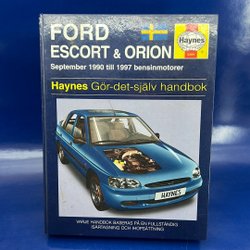 FORD
ESCORT & ORION
Haynes
September 1990 till 1997 bensinmotorer
Haynes Gör-det-själv handbok
HAYNES
VARJE HANDBOK BASERAS PÅ EN FULLSTÄNDIG
ISÄRTAGNING OCH IHOPSÄTTNING